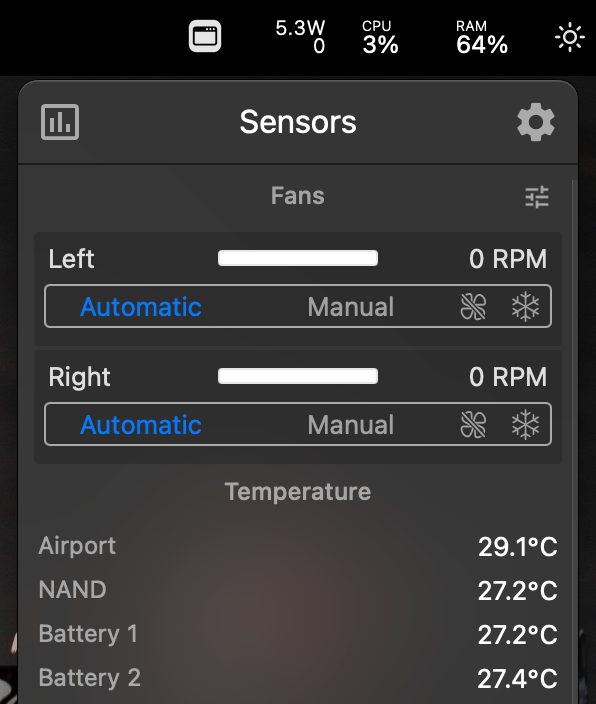 5.3W
0
CPU
3%
RAM
64%
Sensors
Fans
Left 0 RPM
Automatic Manual
Right 0 RPM
Automatic Manual
Temperature
Airport 29.1°C
NAND 27.2°C
Battery 1 27.2°C
Battery 2 27.4°C